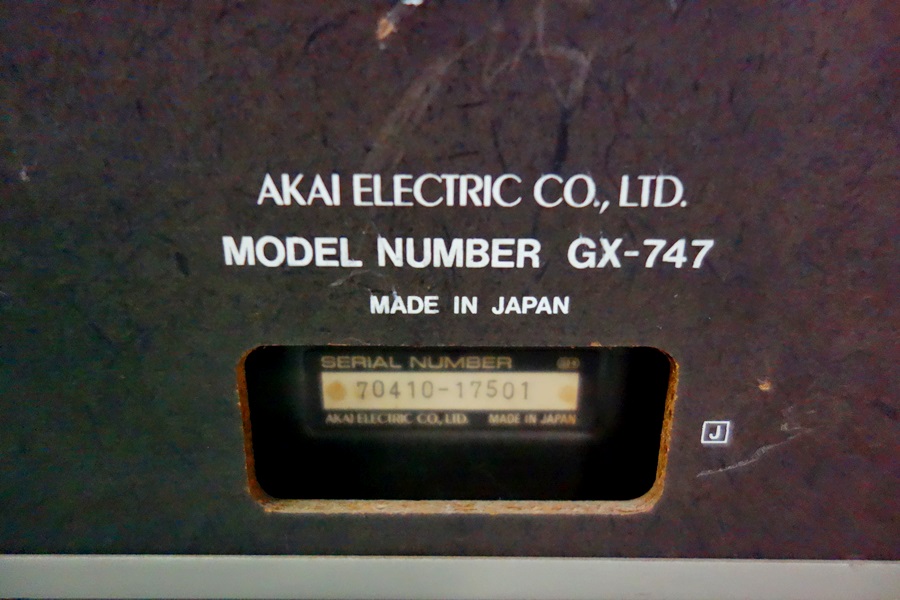 AKAI ELECTRIC CO., LTD.
MODEL NUMBER GX-747
MADE IN JAPAN
SERIAL NUMBER
70410-17501
AKAI ELECTRIC CO., LTD. MADE IN JAPAN
J